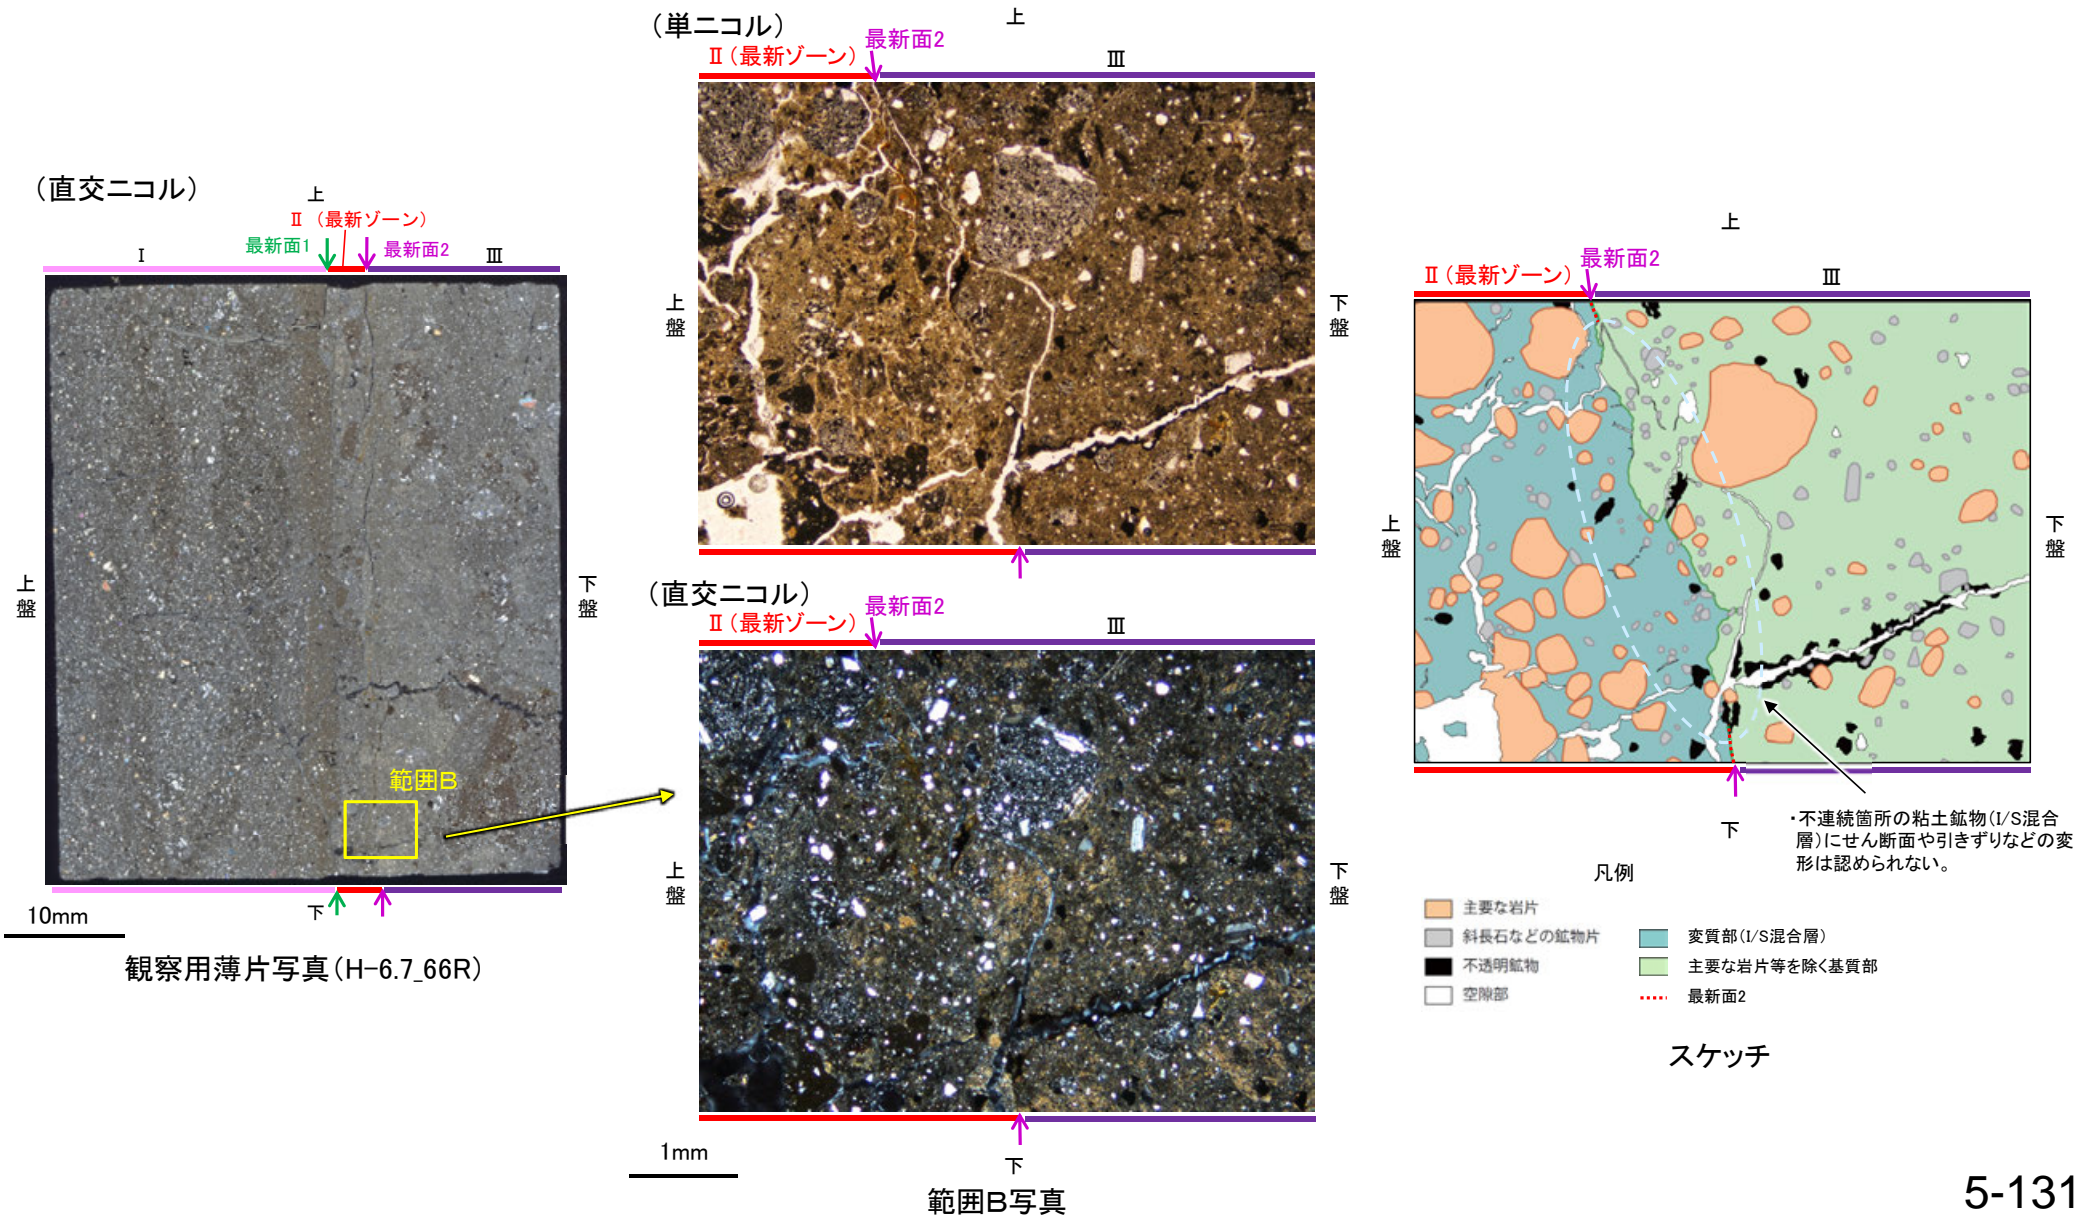 （直交ニコル）
上
Ⅱ （最新ゾーン）
最新面1
最新面2
Ⅰ
Ⅲ
上盤
下盤
範囲B
下
10mm
観察用薄片写真（H-6.7_66R）
（単ニコル）
上
最新面2
Ⅱ（最新ゾーン）
Ⅲ
上盤
下盤
（直交ニコル）
最新面2
Ⅱ（最新ゾーン）
Ⅲ
上盤
下盤
1mm
下
範囲B写真
上
最新面2
Ⅱ（最新ゾーン）
Ⅲ
上盤
下盤
下
・不連続箇所の粘土鉱物（I/S混合
層）にせん断面や引きずりなどの変
形は認められない。
凡例
主要な岩片
斜長石などの鉱物片
不透明鉱物
空隙部
変質部（I/S混合層）
主要な岩片等を除く基質部
最新面2
スケッチ
5-131